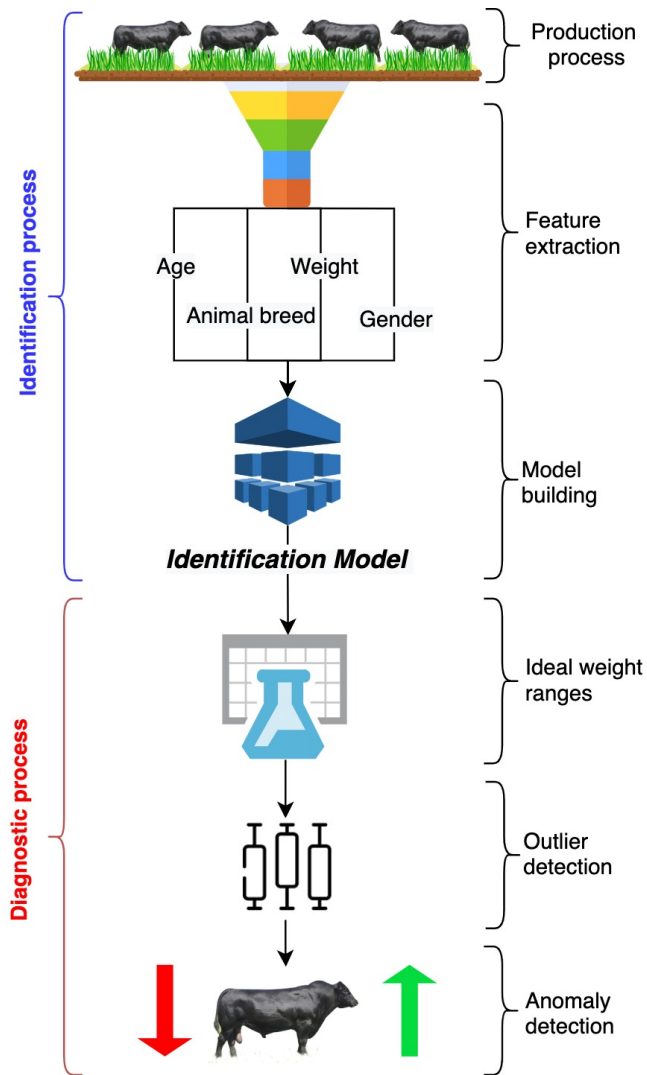 Production
process
Identification process
Feature
extraction
Age
Weight
Animal breed
Gender
Model
building
Identification Model
Ideal weight
ranges
Diagnostic process
Outlier
detection
Anomaly
detection